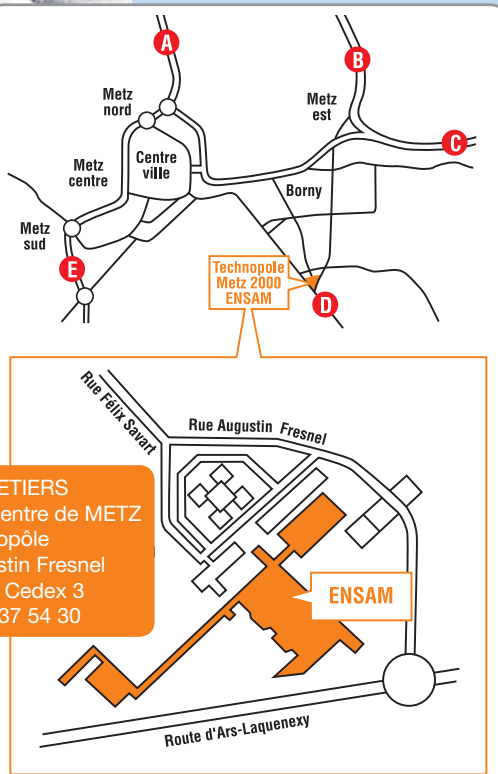 A
B
Metz
nord
Metz
est
C
Centre
ville
Metz
centre
Borny
Metz
sud
E
Technopole
Metz 2000
ENSAM
D
Rue Félix Savart
Rue Augustin Fresnel
ETIERS
entre de METZ
opôle
stin Fresnel
Cedex 3
37 54 30
ENSAM
Route d'Ars-Laquenexy